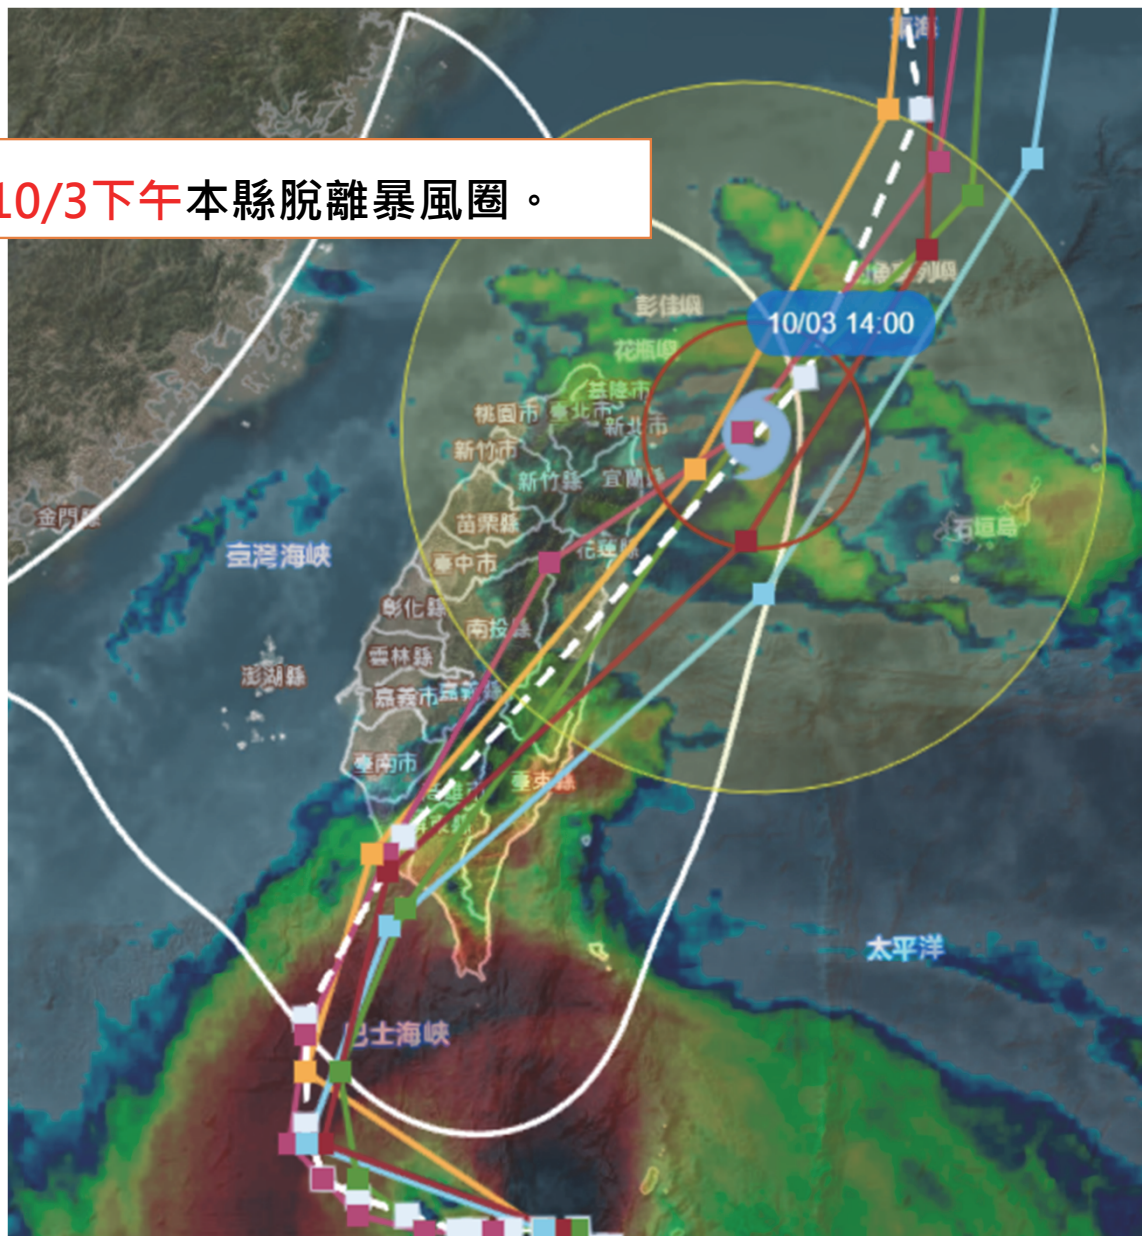 東海
10/3下午本縣脫離暴風圈。
彭佳嶼
10/03 14:00
花瓶嶼
基隆市
桃園市
臺北市
新北市
新竹市
新竹縣
宜蘭縣
金門縣
苗栗縣
石垣島
臺灣海峽
花蓮縣
臺中市
彰化縣
南投縣
雲林縣
澎湖縣
嘉義市
臺南市
臺東縣
太平洋
巴士海峽